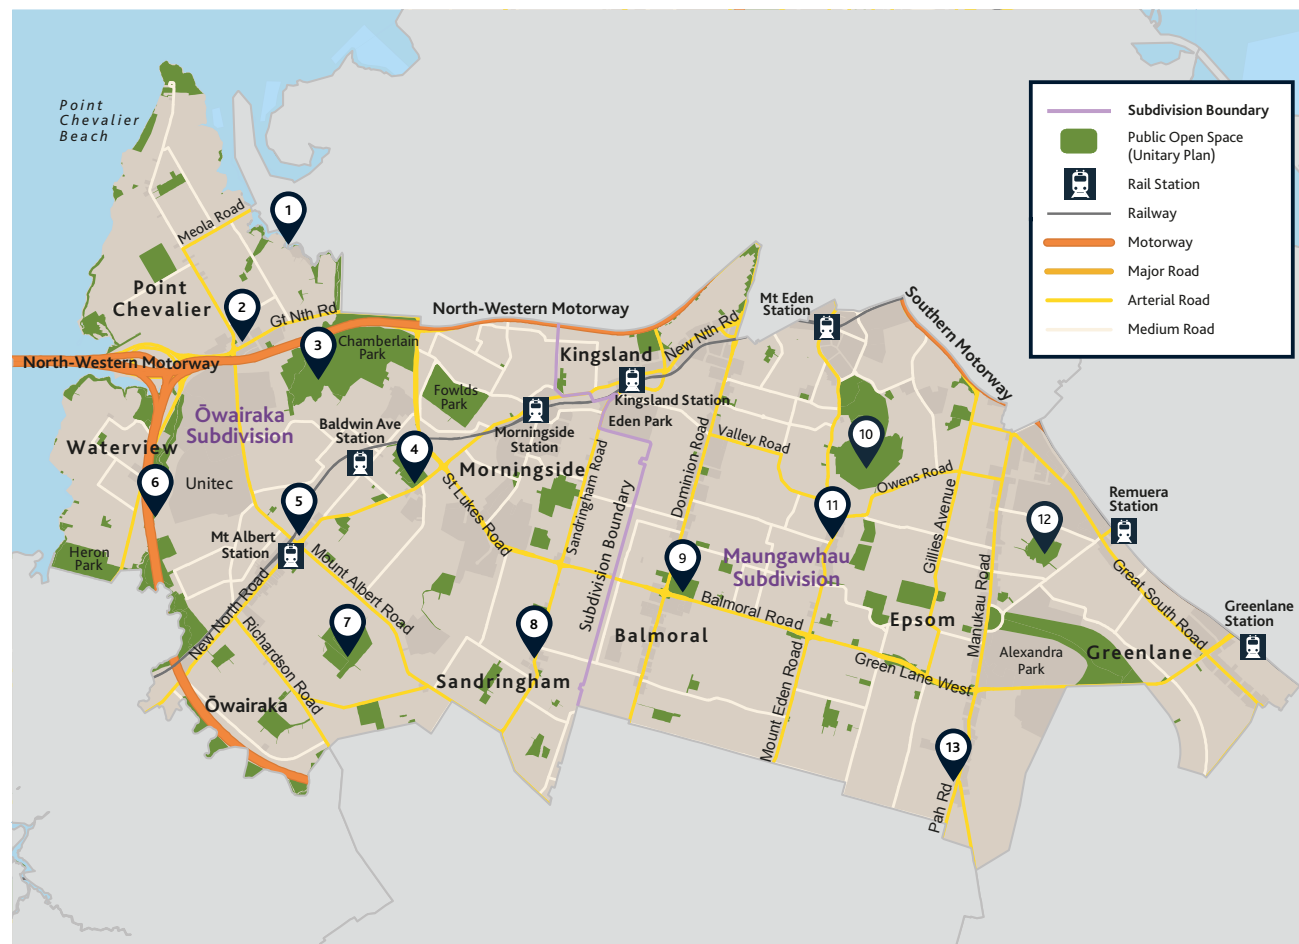 Point
Chevalier
Beach
Subdivision Boundary
Public Open Space
(Unitary Plan)
Rail Station
Railway
Motorway
Major Road
Arterial Road
Medium Road
1
Meola Road
Point
Chevalier
2
Gt Nth Rd
North-Western Motorway
Mt Eden
Station
Southern Motorway
3
Chamberlain
Park
New Nth Rd
Kingsland
North-Western Motorway
Fowlds
Park
Kingsland Station
Ōwairaka
Subdivision
Baldwin Ave
Station
Morningside
Station
Eden Park
Dominion Road
Valley Road
10
Waterview
4
Morningside
Sandringham Road
Owens Road
6
Unitec
St Lukes Road
Subdivision Boundary
Gillies Avenue
5
11
12
Remuera
Station
Mt Albert
Station
Heron
Park
Mount Albert Road
9
Maungawhau
Subdivision
Manukau Road
Great South Road
New North Road
Richardson Road
7
8
Balmoral Road
Balmoral
Epsom
Greenlane
Station
Alexandra
Park
Greenlane
Mount Eden Road
Green Lane West
Sandringham
Ōwairaka
13
Pah Rd